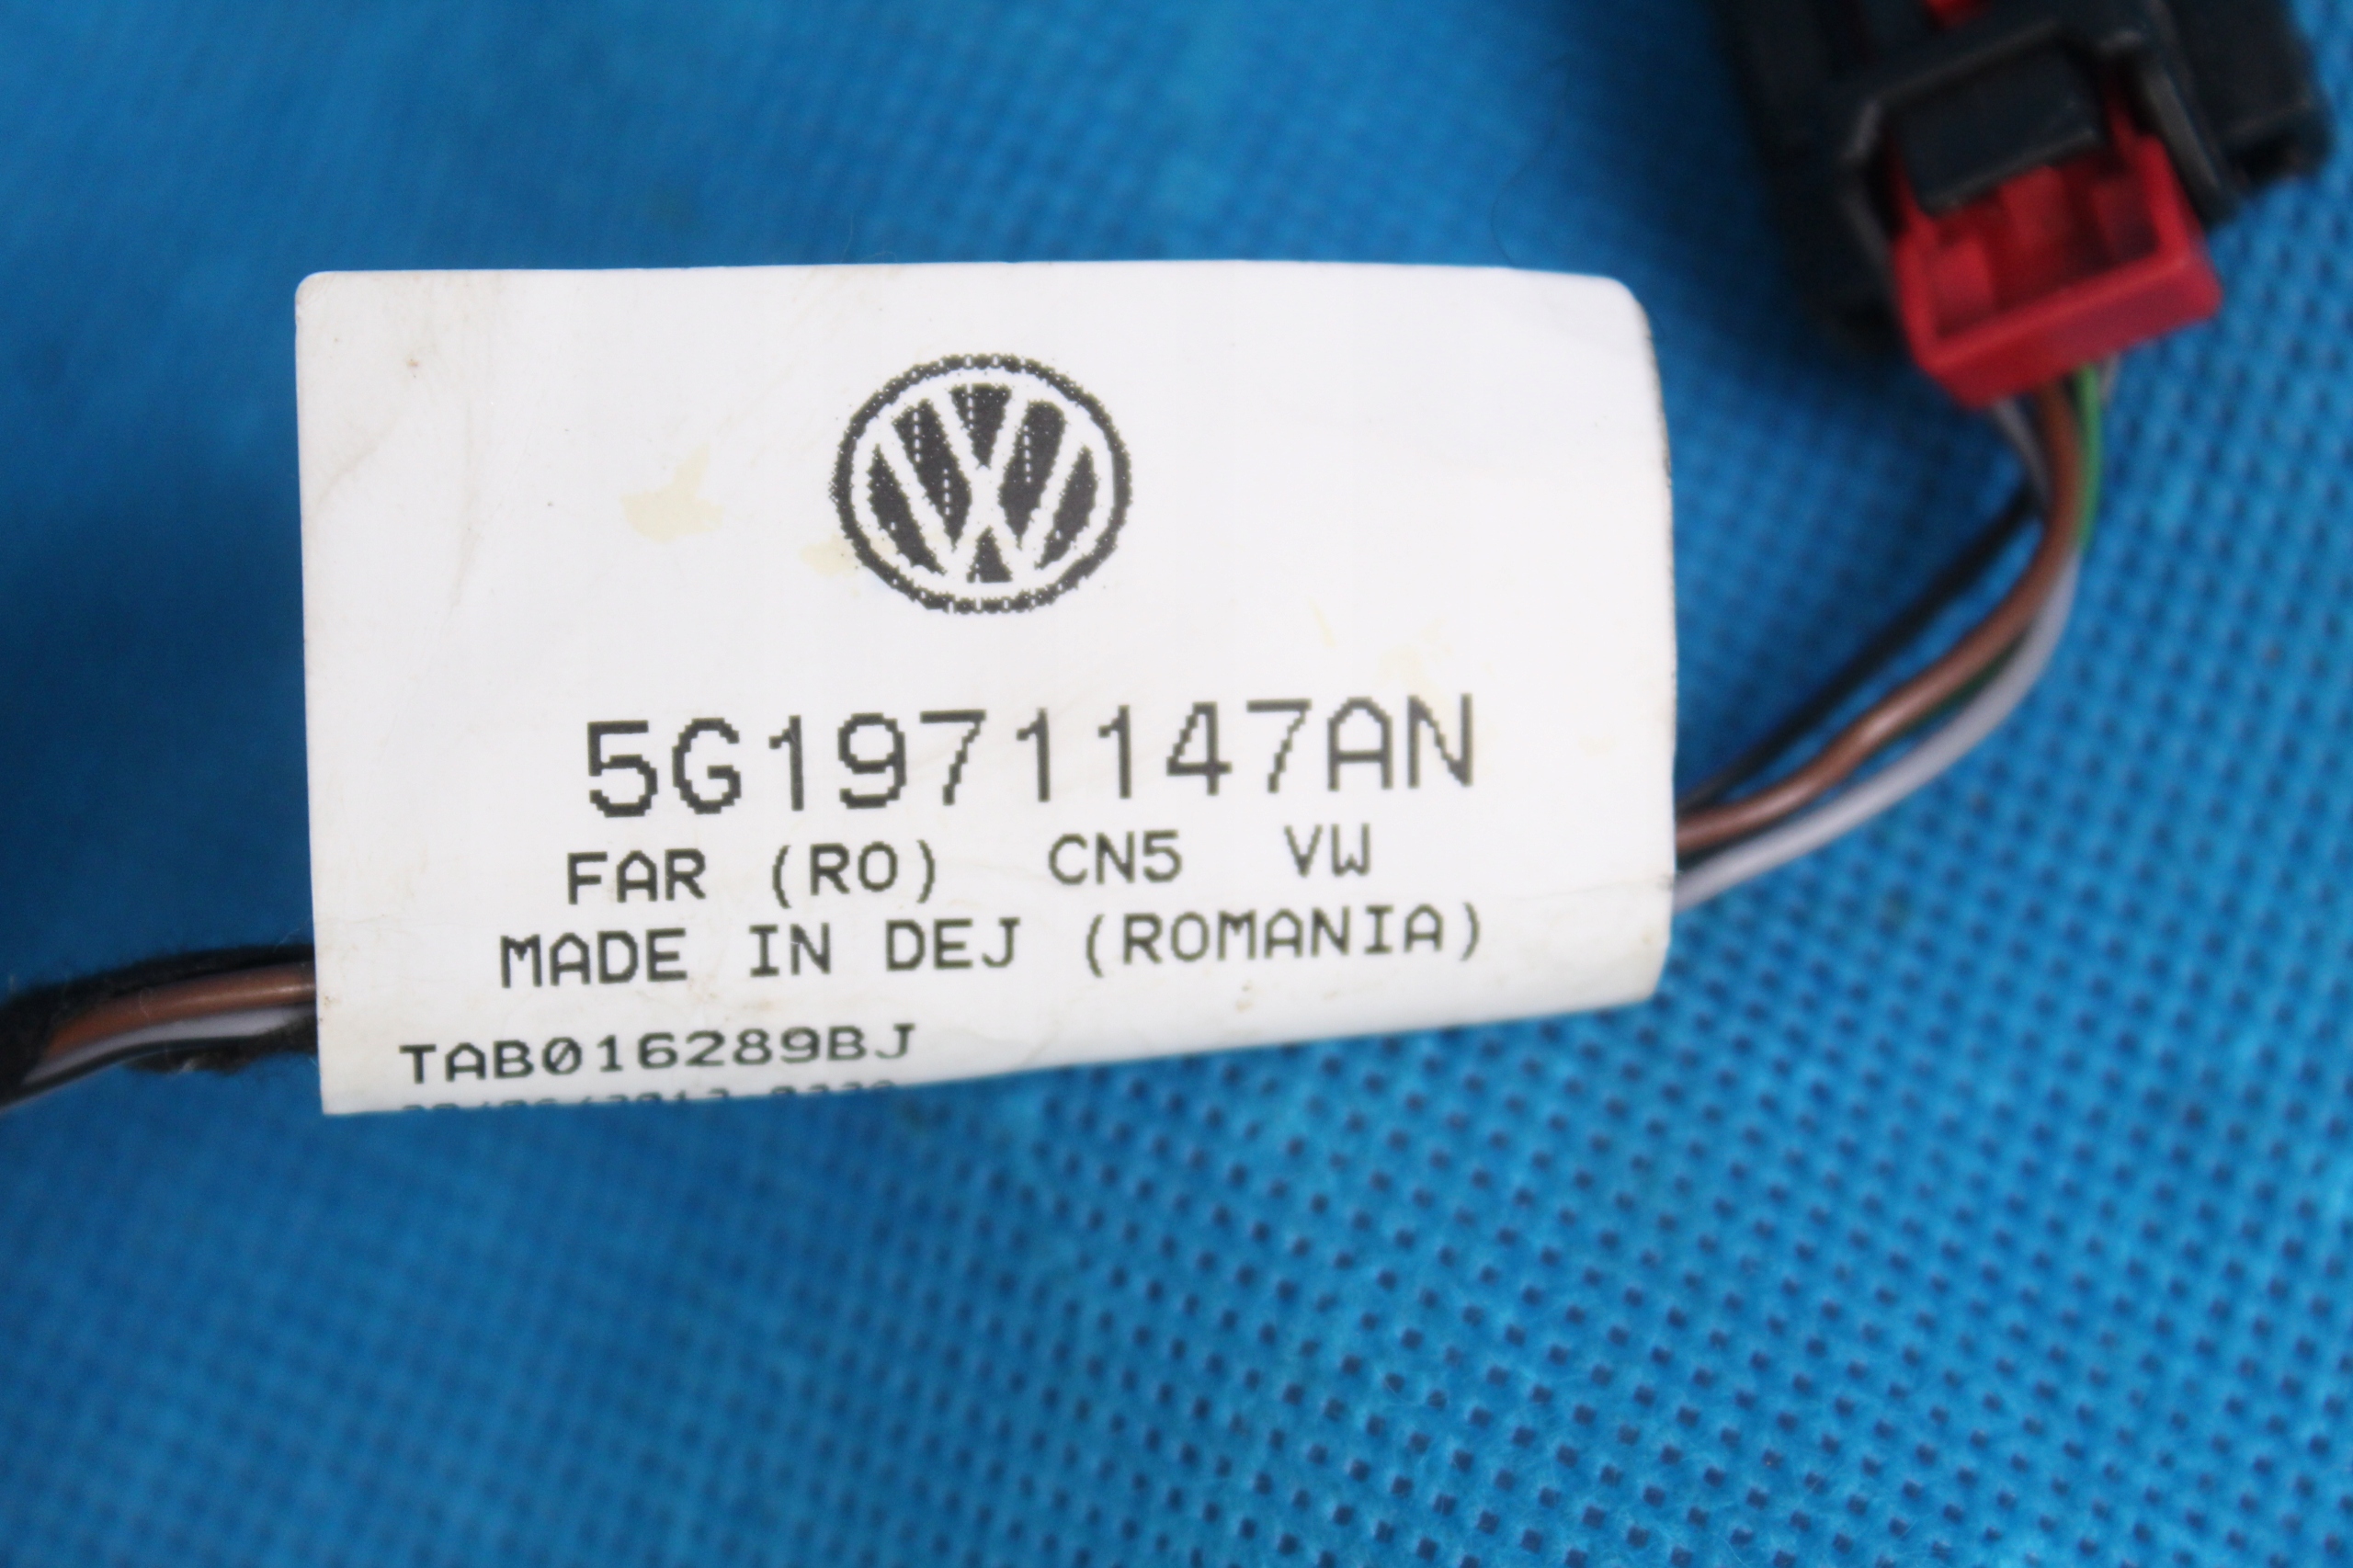 5G1971147AN
FAR (RO) CN5 VW
MADE IN DEJ (ROMANIA)
TAB016289BJ